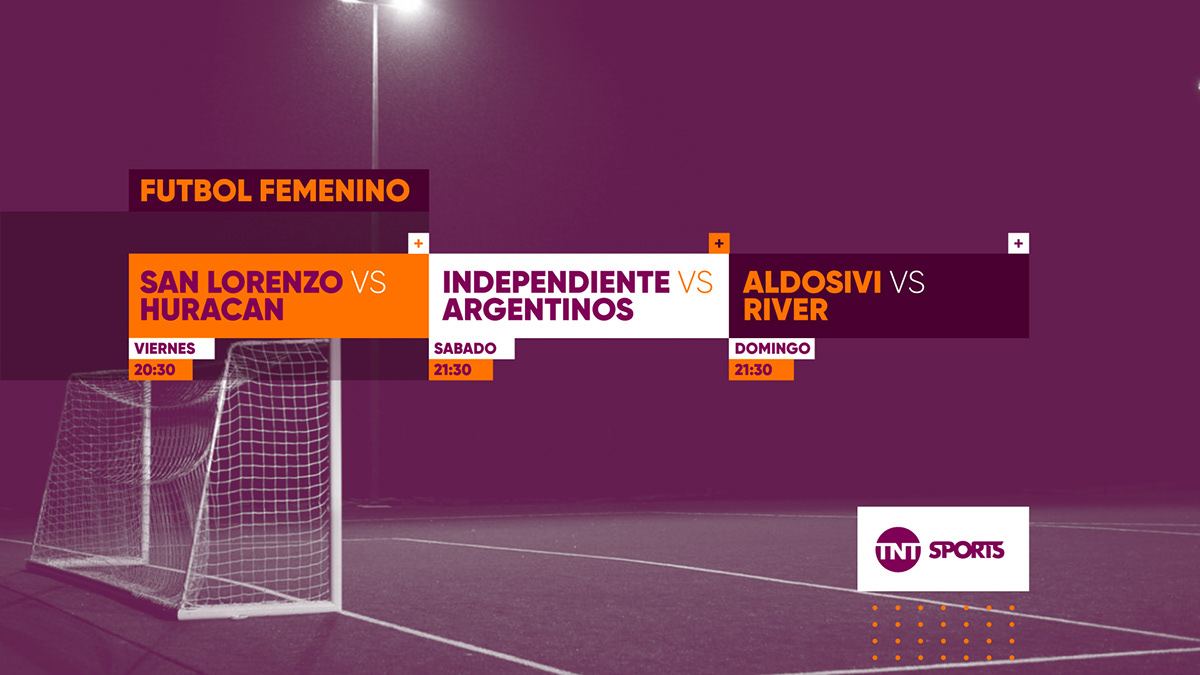 FUTBOL FEMENINO
SAN LORENZO VS
HURACAN
VIERNES
20:30
INDEPENDIENTE VS
ARGENTINOS
SABADO
21:30
ALDOSIVI VS
RIVER
DOMINGO
21:30
TNT SPORTS